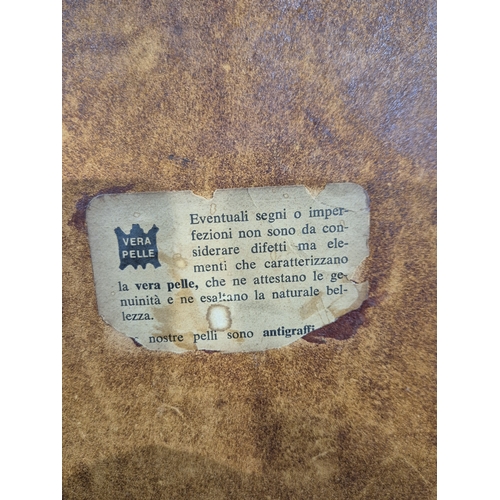 VERA
PELLE
Eventuali segni o imper-
fezioni non sono da con-
siderare difetti ma ele-
menti che caratterizzano
la vera pelle, che ne attestano le ge-
nuinità e ne esaltano la naturale bel-
lezza.
nostre pelli sono antigraffi